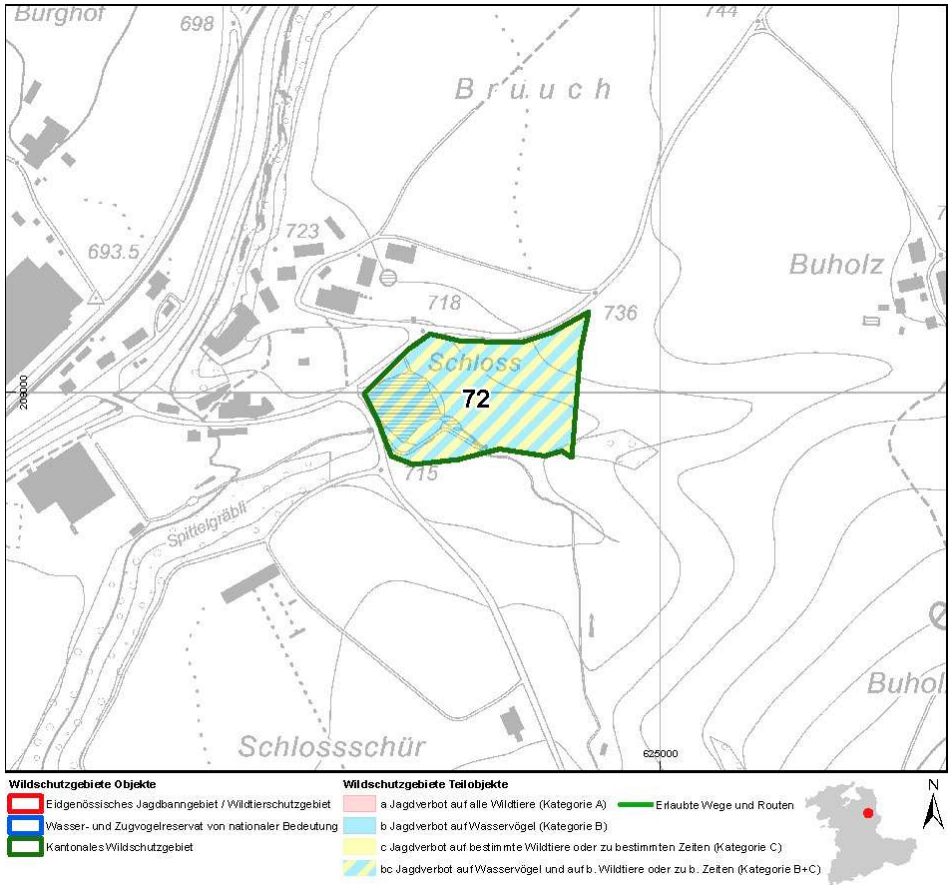 Burghof
698
744
Brüuch
723
693.5
Buholz
718
736
Schloss
209000
72
715
Spittelgräbli
Buhol
Schlossschür
625000
Wildschutzgebiete Objekte
Eidgenössisches Jagdbanngebiet / Wildtierschutzgebiet
Wasser- und Zugvogelreservat von nationaler Bedeutung
Kantonales Wildschutzgebiet
Wildschutzgebiete Teilobjekte
a Jagdverbot auf alle Wildtiere (Kategorie A)
b Jagdverbot auf Wasservögel (Kategorie B)
c Jagdverbot auf bestimmte Wildtiere oder zu bestimmten Zeiten (Kategorie C)
bc Jagdverbot auf Wasservögel und auf b. Wildtiere oder zu b. Zeiten (Kategorie B+C)
Erlaubte Wege und Routen
N